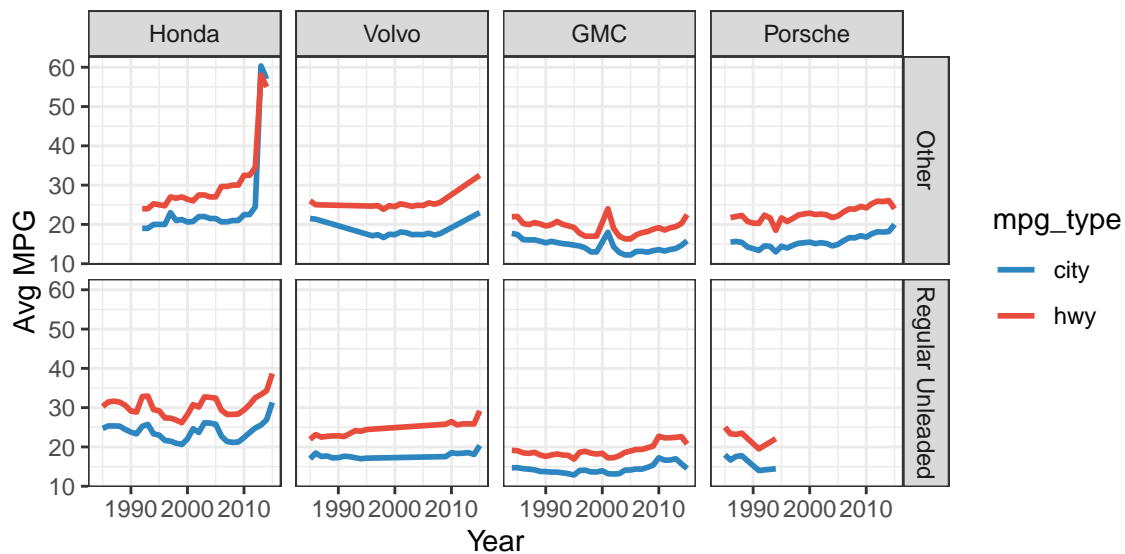 Honda Volvo GMC Porsche
60
50
40
30
20
10
Other
60
50
40
30
20
10
Regular Unleaded
Avg MPG
1990 2000 2010 1990 2000 2010 1990 2000 2010 1990 2000 2010
Year
mpg_type
city
hwy